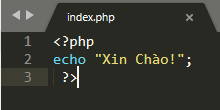 index.php
1 <?php
2 echo "Xin Chào!";
3  ?>